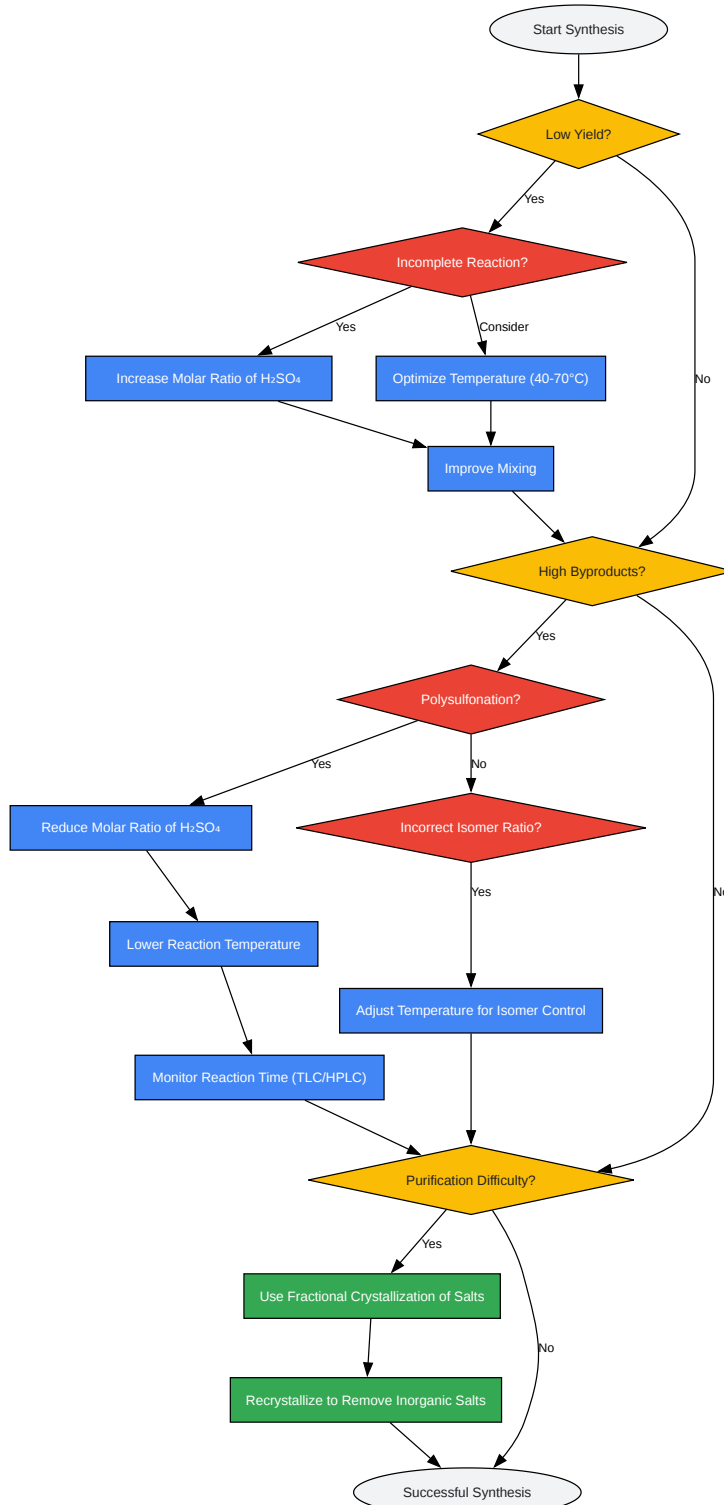 Start Synthesis
Low Yield?
Yes
Incomplete Reaction?
Yes
Consider
Increase Molar Ratio of H₂SO₄
Optimize Temperature (40-70°C)
No
Improve Mixing
High Byproducts?
Yes
Polysulfonation?
Yes
No
Reduce Molar Ratio of H₂SO₄
Incorrect Isomer Ratio?
Yes
No
Lower Reaction Temperature
Adjust Temperature for Isomer Control
Monitor Reaction Time (TLC/HPLC)
Purification Difficulty?
Yes
Use Fractional Crystallization of Salts
No
Recrystallize to Remove Inorganic Salts
Successful Synthesis